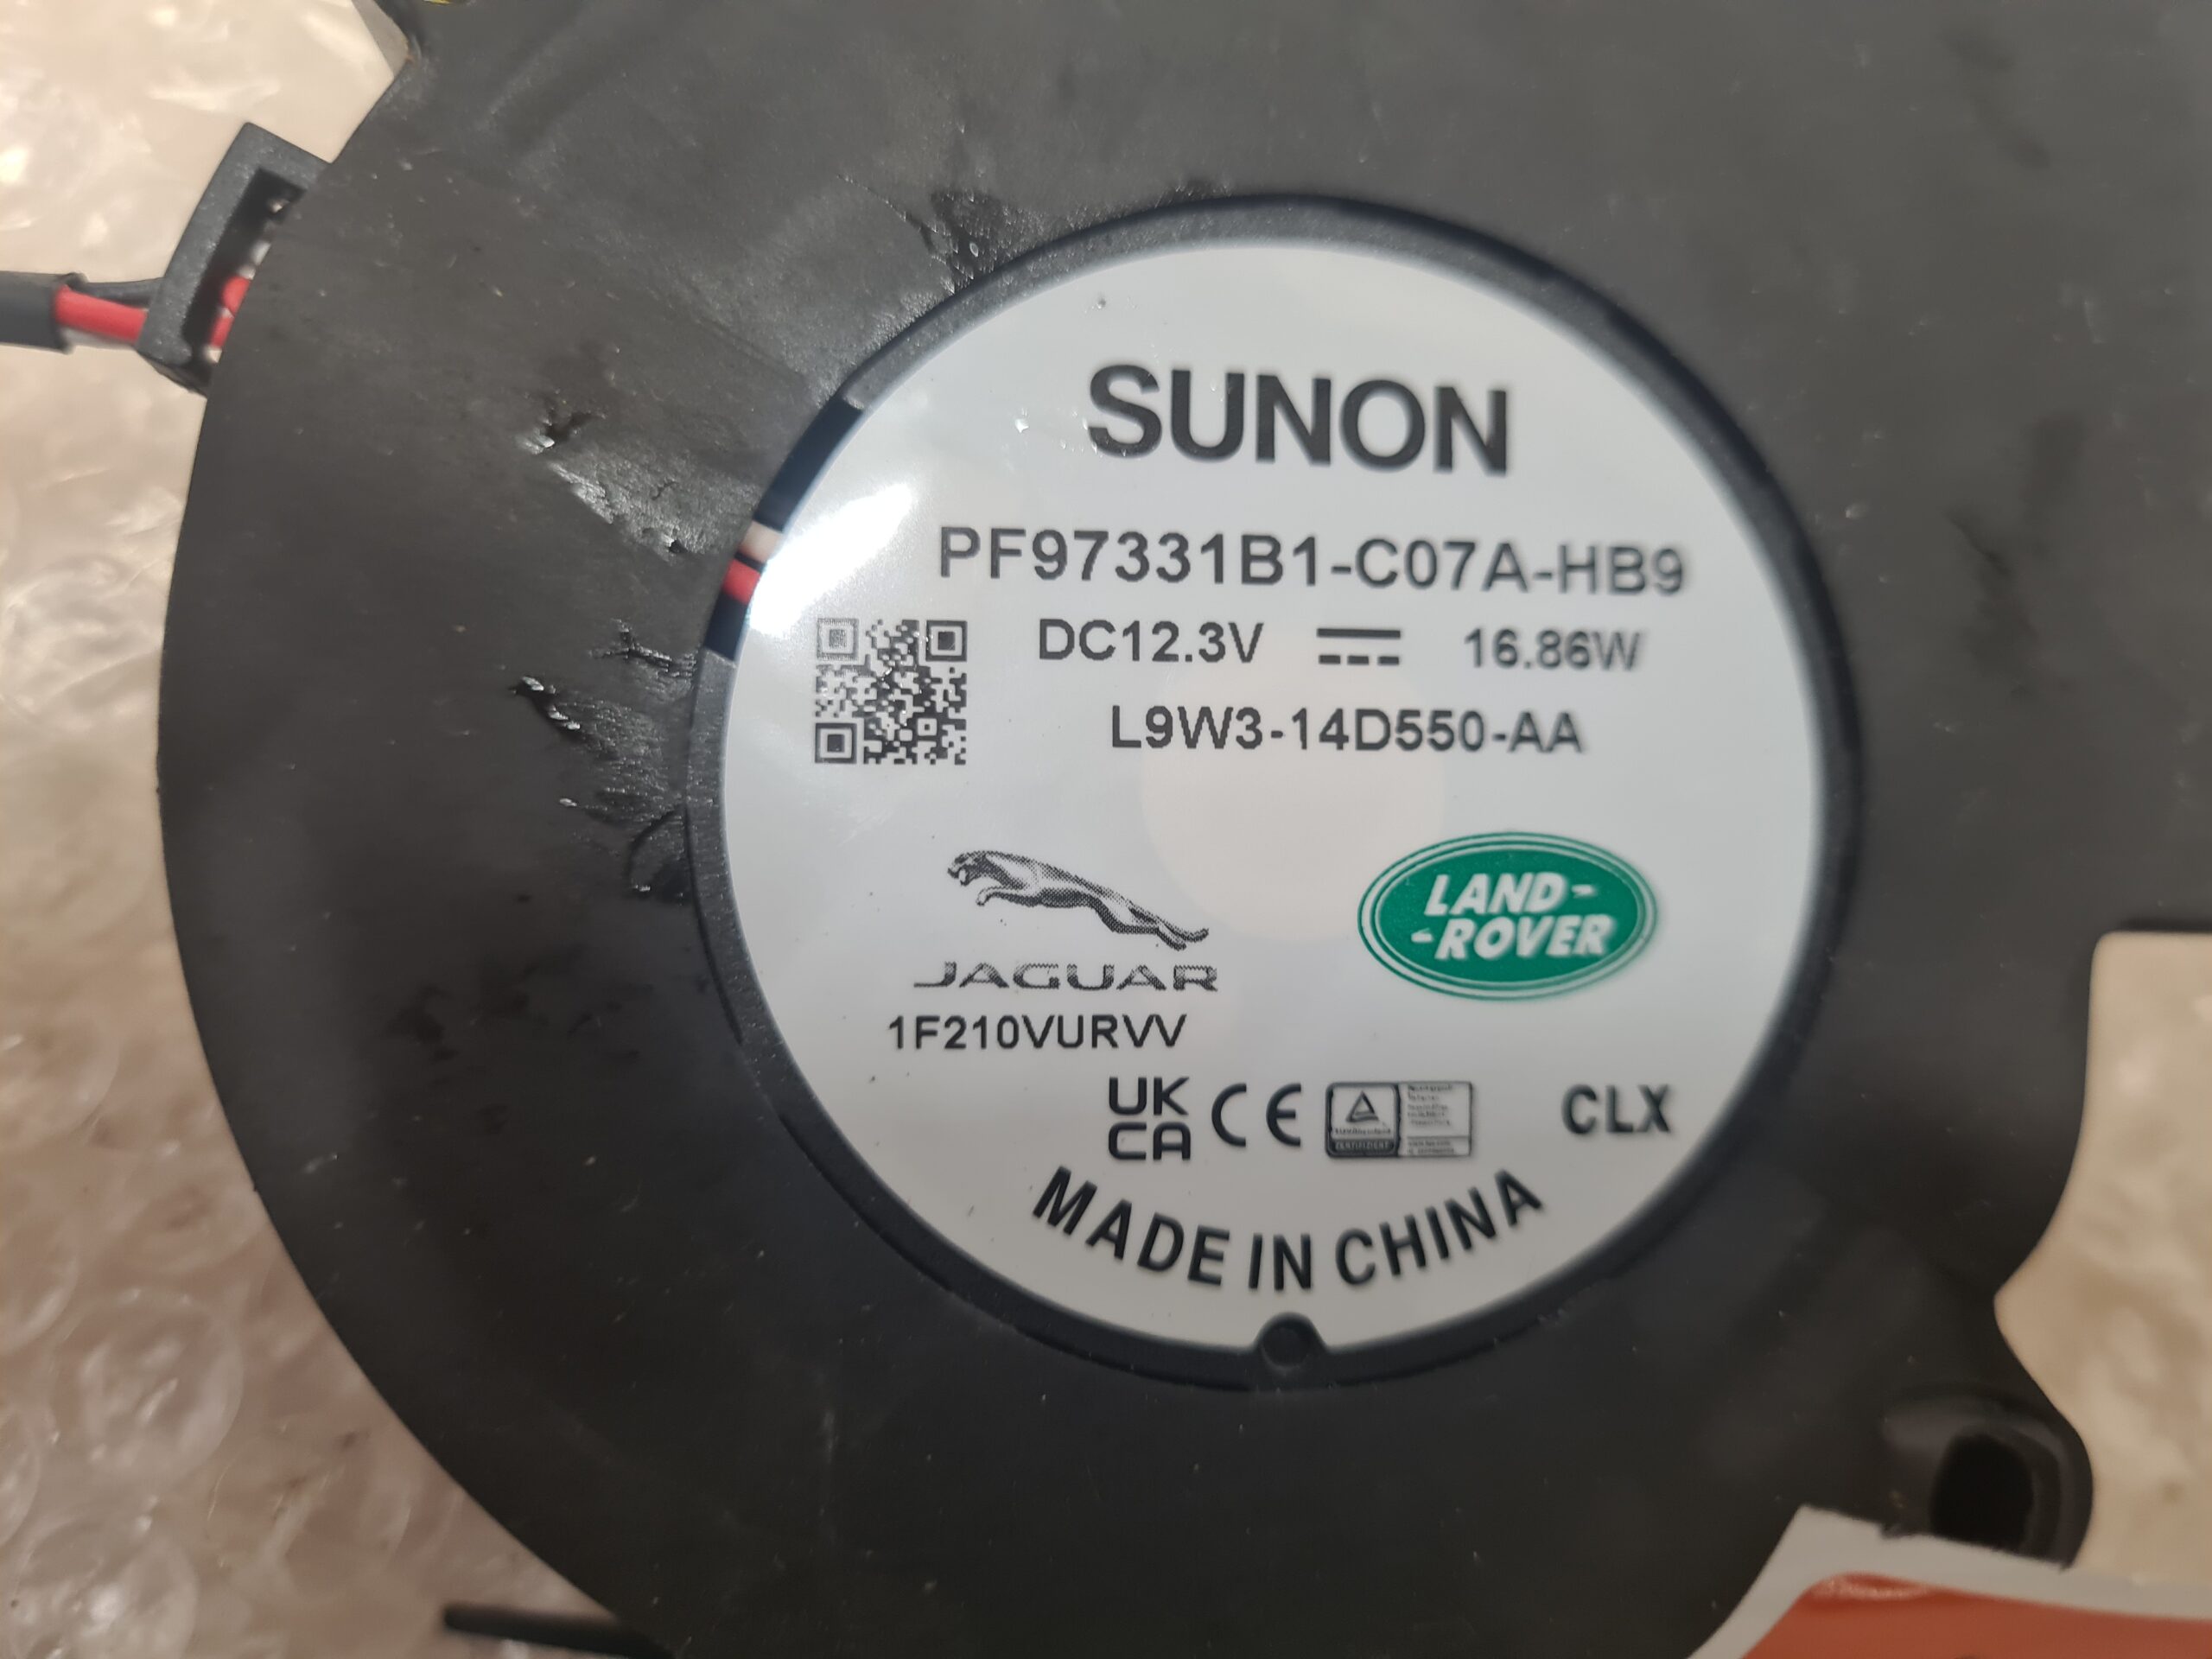 SUNON
PF97331B1-C07A-HB9
DC12.3V 16.86W
L9W3-14D550-AA
JAGUAR
LAND-
-ROVER
1F210VURVV
UK
CA CE CLX
MADE IN CHINA